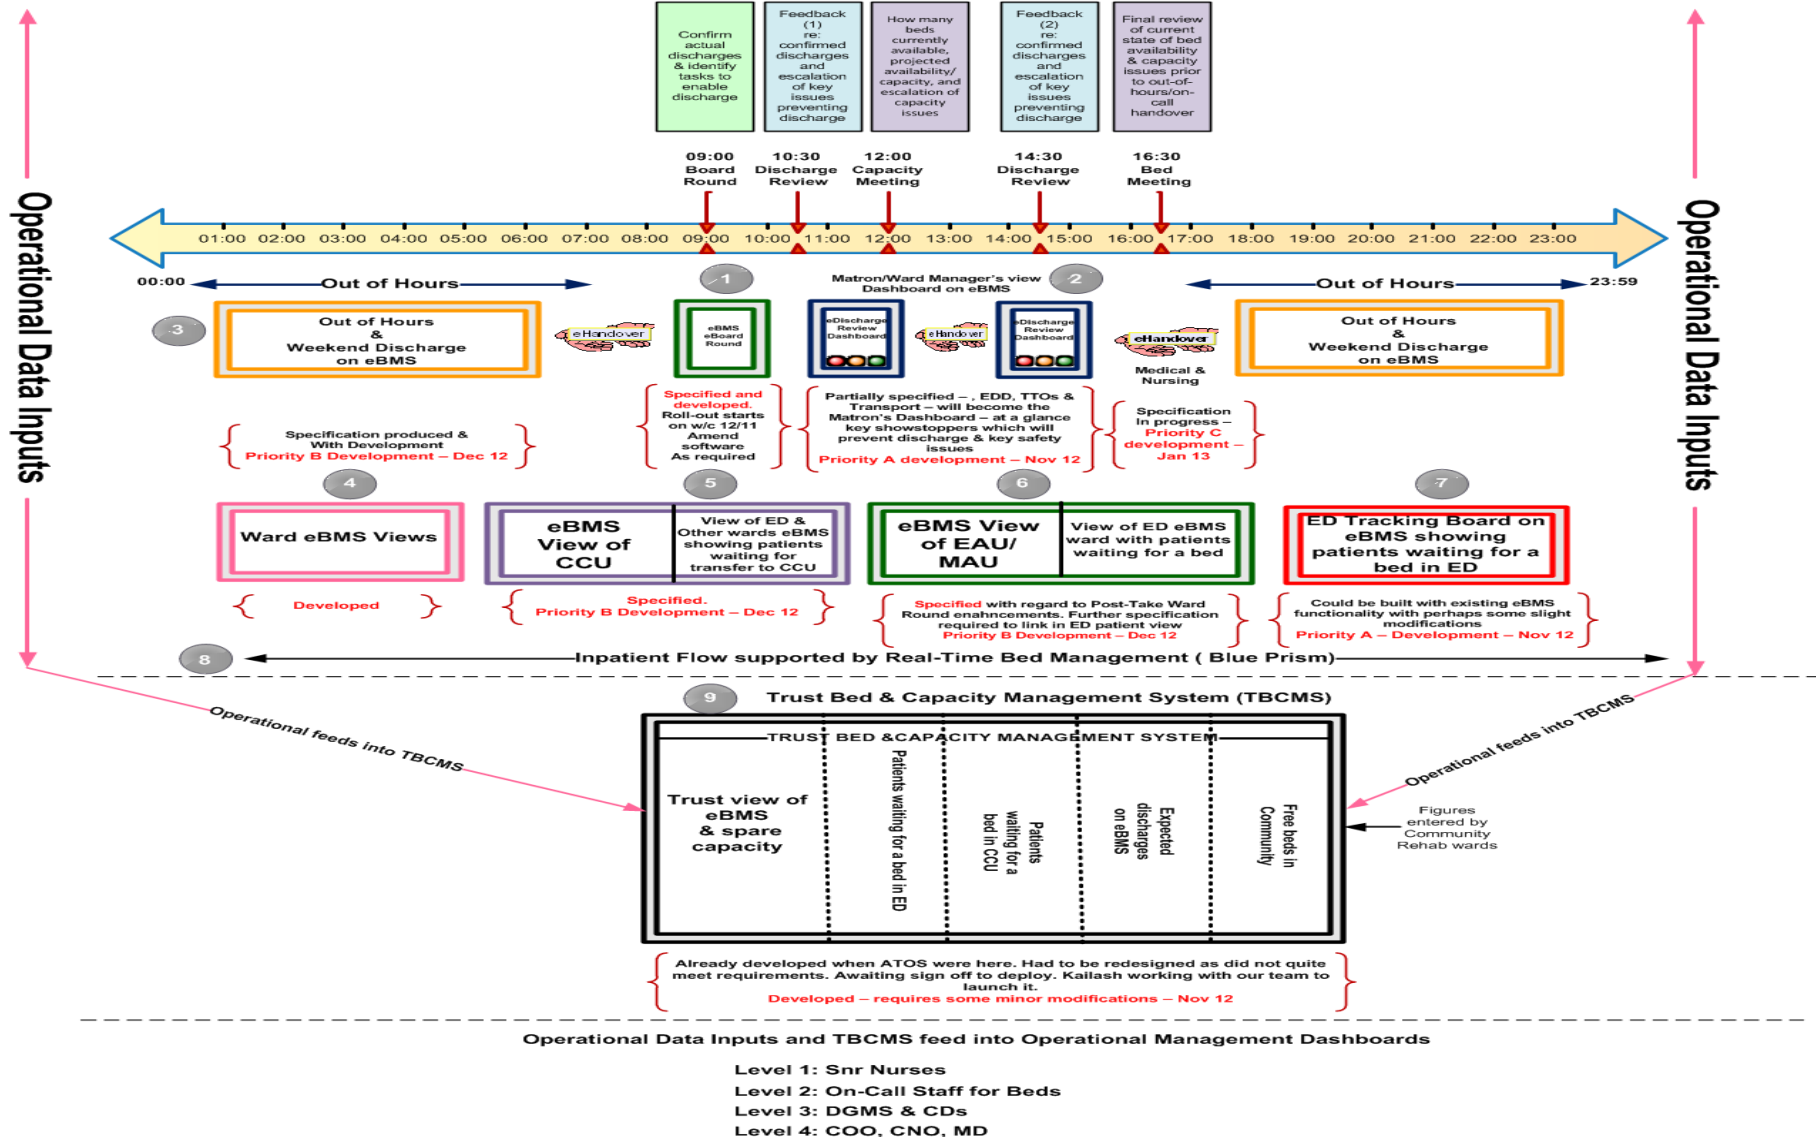 Confirm
actual
discharges
& identify
tasks to
enable
discharge
Feedback
(1)
re:
confirmed
discharges
and
escalation
of key
issues
preventing
discharge
How many
beds
currently
available,
projected
availability/
capacity, and
escalation of
capacity
issues
Feedback
(2)
re:
confirmed
discharges
and
escalation
of key
issues
preventing
discharge
Final review
of current
state of bed
availability
& capacity
issues prior
to out-of-
hours/on-
call
handover
09:00
Board
Round
10:30
Discharge
Review
12:00
Capacity
Meeting
14:30
Discharge
Review
16:30
Bed
Meeting
Operational Data Inputs
Operational Data Inputs
01:00 02:00 03:00 04:00 05:00 06:00 07:00 08:00 09:00 10:00 11:00 12:00 13:00 14:00 15:00 16:00 17:00 18:00 19:00 20:00 21:00 22:00 23:00
00:00
Out of Hours
1
Matron/Ward Manager's view
Dashboard on eBMS
2
Out of Hours
23:59
3
Out of Hours
&
Weekend Discharge
on eBMS
eHandover
eBMS
eBoard
Round
eDischarge
Review
Dashboard
eHandover
eDischarge
Review
Dashboard
eHandover
Medical &
Nursing
Out of Hours
&
Weekend Discharge
on eBMS
Specification produced &
With Development
Priority B Development – Dec 12
Specified and
developed.
Roll-out starts
on w/c 12/11
Amend
software
As required
Partially specified – , EDD, TTOs &
Transport – will become the
Matron's Dashboard – at a glance
key showstoppers which will
prevent discharge & key safety
issues
Priority A development – Nov 12
Specification
In progress –
Priority C
development –
Jan 13
4
5
6
7
Ward eBMS Views
eBMS
View of
CCU
View of ED &
Other wards eBMS
showing patients
waiting for
transfer to CCU
eBMS View
of EAU/
MAU
View of ED eBMS
ward with patients
waiting for a bed
ED Tracking Board on
eBMS showing
patients waiting for a
bed in ED
Developed
Specified.
Priority B Development – Dec 12
Specified with regard to Post-Take Ward
Round enahncements. Further specification
required to link in ED patient view
Priority B Development – Dec 12
Could be built with existing eBMS
functionality with perhaps some slight
modifications
Priority A – Development – Nov 12
8
Inpatient Flow supported by Real-Time Bed Management ( Blue Prism)
9
Trust Bed & Capacity Management System (TBCMS)
Operational feeds into TBCMS
Operational feeds into TBCMS
TRUST BED &CAPACITY MANAGEMENT SYSTEM
Trust view of
eBMS
& spare
capacity
Patients waiting for a bed in ED
Patients
waiting for a
bed in CCU
Expected
discharges
on eBMS
Free beds in
Community
Figures
entered by
Community
Rehab wards
Already developed when ATOS were here. Had to be redesigned as did not quite
meet requirements. Awaiting sign off to deploy. Kailash working with our team to
launch it.
Developed – requires some minor modifications – Nov 12
Operational Data Inputs and TBCMS feed into Operational Management Dashboards
Level 1: Snr Nurses
Level 2: On-Call Staff for Beds
Level 3: DGMS & CDs
Level 4: COO, CNO, MD